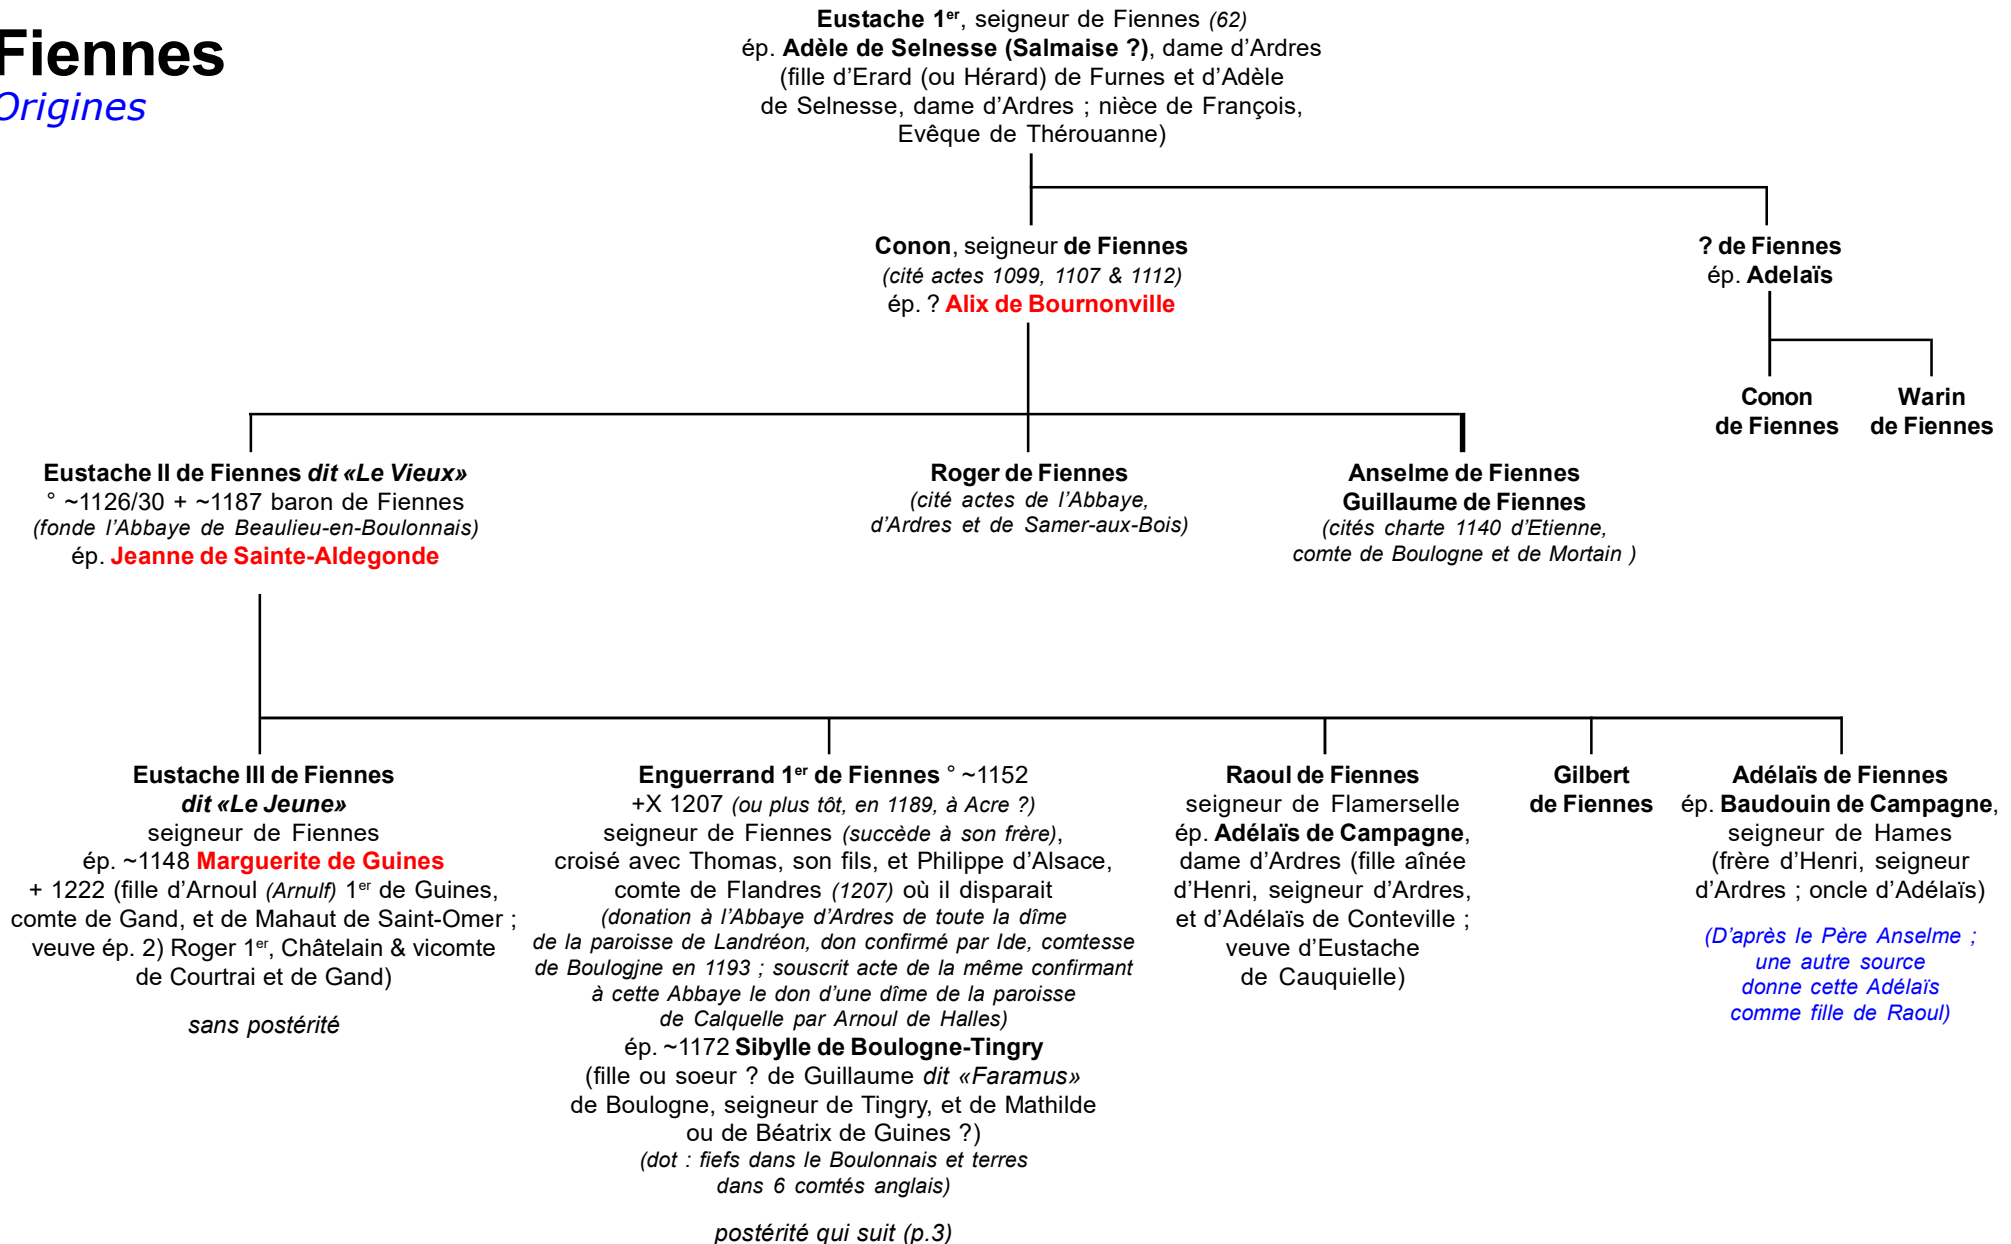 Fiennes
Origines
Eustache 1er, seigneur de Fiennes (62)
ép. Adèle de Selnesse (Salmaise ?), dame d'Ardres
(fille d'Erard (ou Hérard) de Furnes et d'Adèle
de Selnesse, dame d'Ardres ; nièce de François,
Evêque de Thérouanne)
Conon, seigneur de Fiennes
(cité actes 1099, 1107 & 1112)
ép. ? Alix de Bournonville
? de Fiennes
ép. Adelaïs
Conon
de Fiennes
Warin
de Fiennes
Eustache II de Fiennes dit «Le Vieux»
° ~1126/30 + ~1187 baron de Fiennes
(fonde l'Abbaye de Beaulieu-en-Boulonnais)
ép. Jeanne de Sainte-Aldegonde
Roger de Fiennes
(cité actes de l'Abbaye,
d'Ardres et de Samer-aux-Bois)
Anselme de Fiennes
Guillaume de Fiennes
(cités charte 1140 d'Etienne,
comte de Boulogne et de Mortain )
Eustache III de Fiennes
dit «Le Jeune»
seigneur de Fiennes
ép. ~1148 Marguerite de Guines
+ 1222 (fille d'Arnoul (Arnulf) 1er de Guines,
comte de Gand, et de Mahaut de Saint-Omer ;
veuve ép. 2) Roger 1er, Châtelain & vicomte
de Courtrai et de Gand)
sans postérité
Enguerrand 1er de Fiennes ° ~1152
+X 1207 (ou plus tôt, en 1189, à Acre ?)
seigneur de Fiennes (succède à son frère),
croisé avec Thomas, son fils, et Philippe d'Alsace,
comte de Flandres (1207) où il disparait
(donation à l'Abbaye d'Ardres de toute la dîme
de la paroisse de Landréon, don confirmé par Ide, comtesse
de Boulogjne en 1193 ; souscrit acte de la même confirmant
à cette Abbaye le don d'une dîme de la paroisse
de Calquelle par Arnoul de Halles)
ép. ~1172 Sibylle de Boulogne-Tingry
(fille ou soeur ? de Guillaume dit «Faramus»
de Boulogne, seigneur de Tingry, et de Mathilde
ou de Béatrix de Guines ?)
(dot : fiefs dans le Boulonnais et terres
dans 6 comtés anglais)
postérité qui suit (p.3)
Raoul de Fiennes
seigneur de Flamerselle
ép. Adélaïs de Campagne,
dame d'Ardres (fille aînée
d'Henri, seigneur d'Ardres,
et d'Adélaïs de Conteville ;
veuve d'Eustache
de Cauquielle)
Gilbert
de Fiennes
Adélaïs de Fiennes
ép. Baudouin de Campagne,
seigneur de Hames
(frère d'Henri, seigneur
d'Ardres ; oncle d'Adélaïs)
(D'après le Père Anselme ;
une autre source
donne cette Adélaïs
comme fille de Raoul)